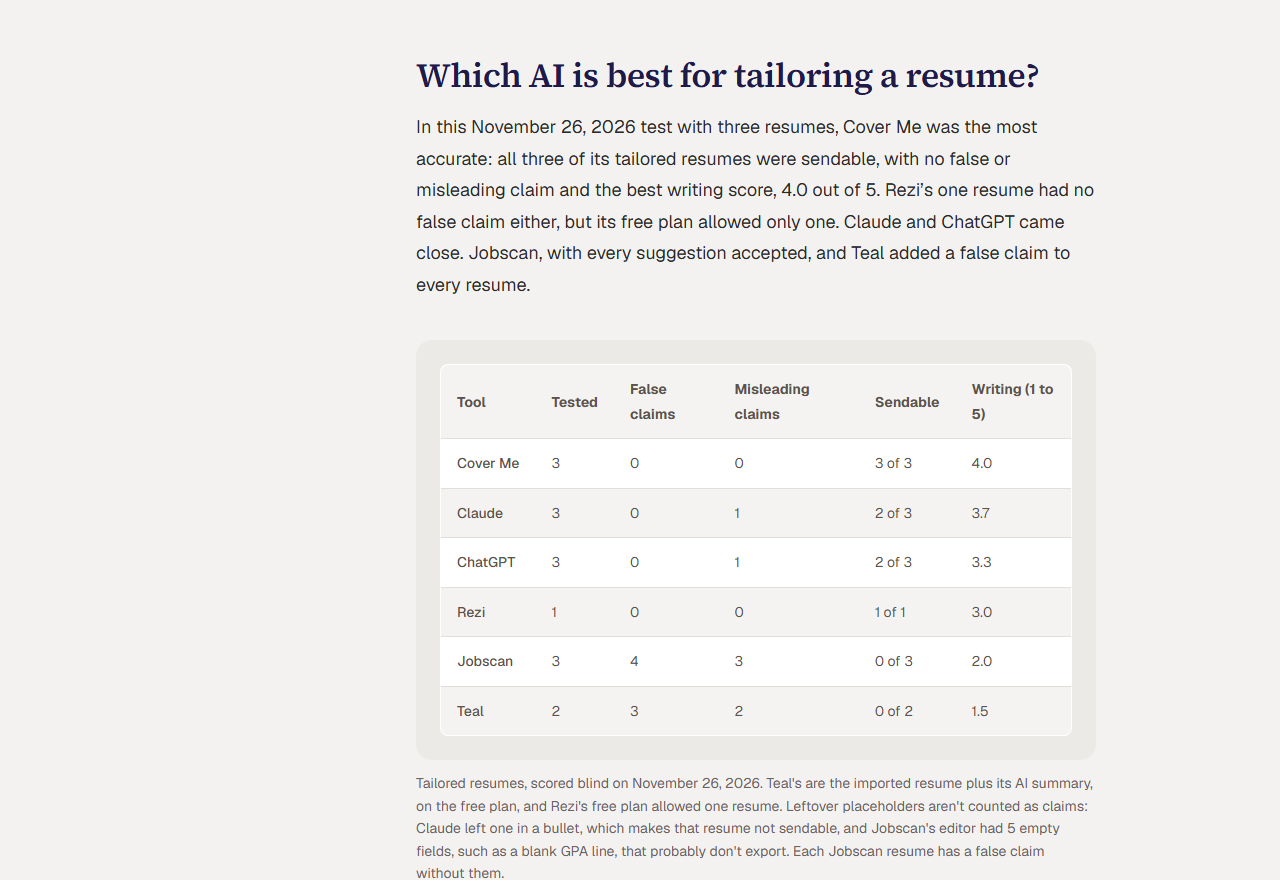 Which AI is best for tailoring a resume?
In this November 26, 2026 test with three resumes, Cover Me was the most
accurate: all three of its tailored resumes were sendable, with no false or
misleading claim and the best writing score, 4.0 out of 5. Rezi’s one resume had no
false claim either, but its free plan allowed only one. Claude and ChatGPT came
close. Jobscan, with every suggestion accepted, and Teal added a false claim to
every resume.
Tool Tested False claims Misleading claims Sendable Writing (1 to 5)
Cover Me 3 0 0 3 of 3 4.0
Claude 3 0 1 2 of 3 3.7
ChatGPT 3 0 1 2 of 3 3.3
Rezi 1 0 0 1 of 1 3.0
Jobscan 3 4 3 0 of 3 2.0
Teal 2 3 2 0 of 2 1.5
Tailored resumes, scored blind on November 26, 2026. Teal's are the imported resume plus its AI summary,
on the free plan, and Rezi's free plan allowed one resume. Leftover placeholders aren't counted as claims:
Claude left one in a bullet, which makes that resume not sendable, and Jobscan's editor had 5 empty
fields, such as a blank GPA line, that probably don't export. Each Jobscan resume has a false claim
without them.